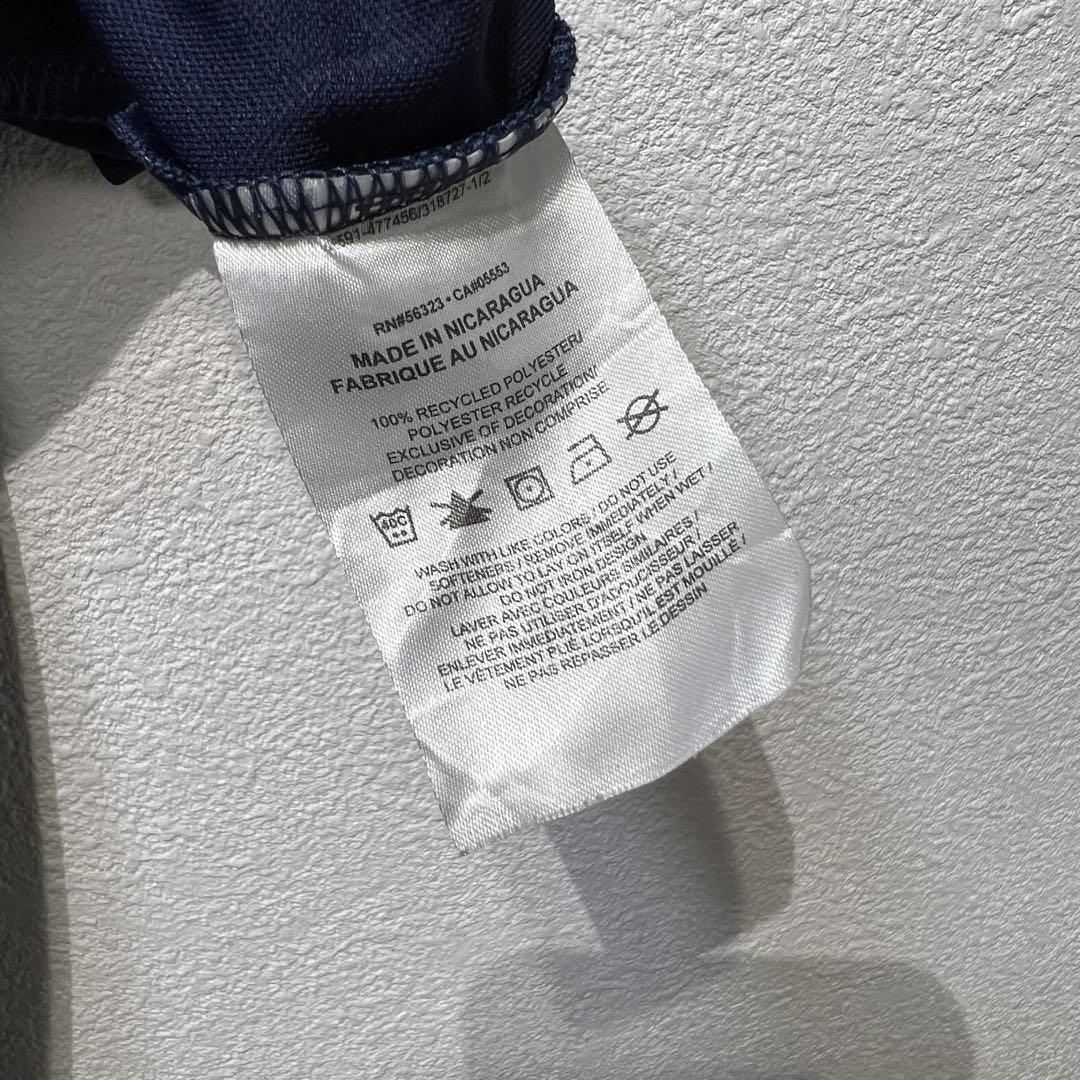 591-477456/318727-1/2
RN#56323 • CA#05553
MADE IN NICARAGUA
FABRIQUE AU NICARAGUA
100% RECYCLED POLYESTER/
POLYESTER RECYCLE
EXCLUSIVE OF DECORATION/
DECORATION NON COMPRISE
40C
WASH WITH LIKE COLORS / DO NOT USE
SOFTENERS / REMOVE IMMEDIATELY /
DO NOT ALLOW TO LAY ON ITSELF WHEN WET /
DO NOT IRON DESIGN
LAVER AVEC COULEURS SIMILAIRES /
NE PAS UTILISER D'ADOUCISSEUR /
ENLEVER IMMÉDIATEMENT / NE PAS LAISSER
LE VÊTEMENT PLIÉ LORSQU'IL EST MOUILLÉ /
NE PAS REPASSER LE DESSIN